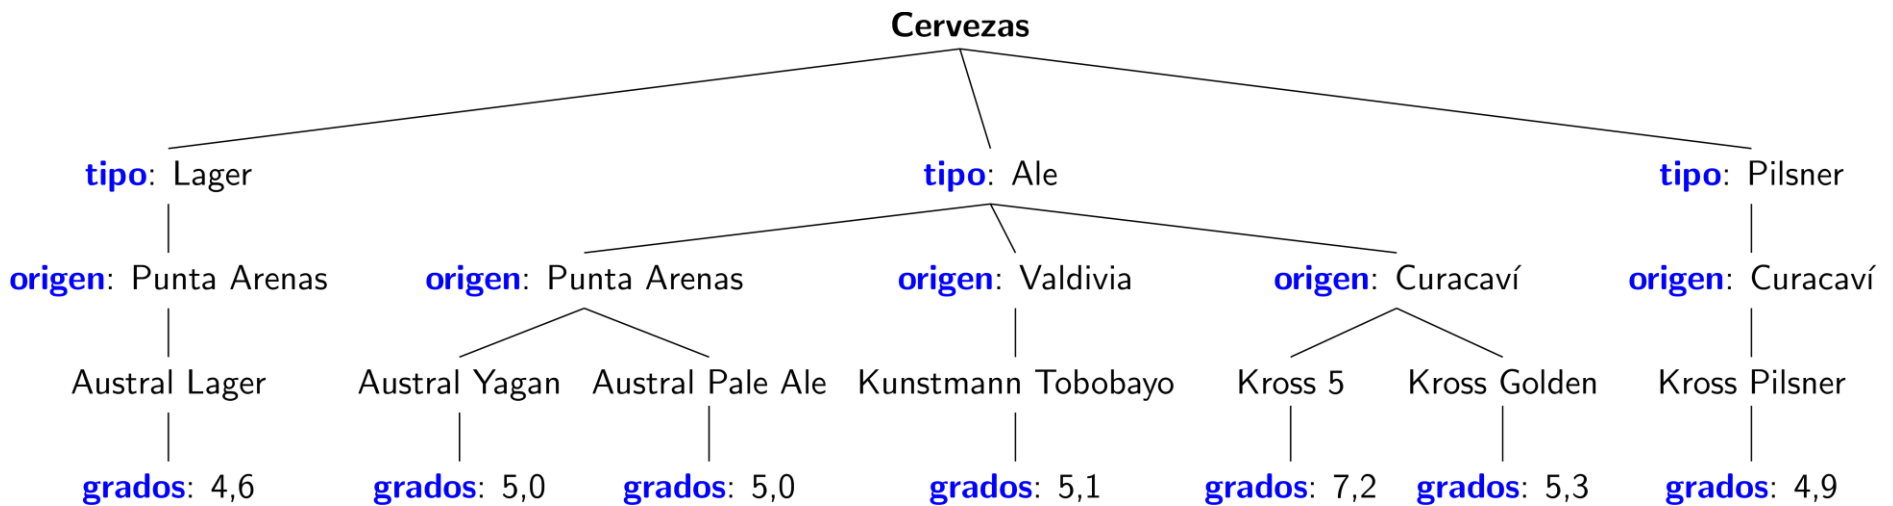 Cervezas
tipo: Lager
tipo: Ale
tipo: Pilsner
origen: Punta Arenas
origen: Punta Arenas
origen: Valdivia
origen: Curacaví
origen: Curacaví
Austral Lager
Austral Yagan
Austral Pale Ale
Kunstmann Tobobayo
Kross 5
Kross Golden
Kross Pilsner
grados: 4,6
grados: 5,0
grados: 5,0
grados: 5,1
grados: 7,2
grados: 5,3
grados: 4,9